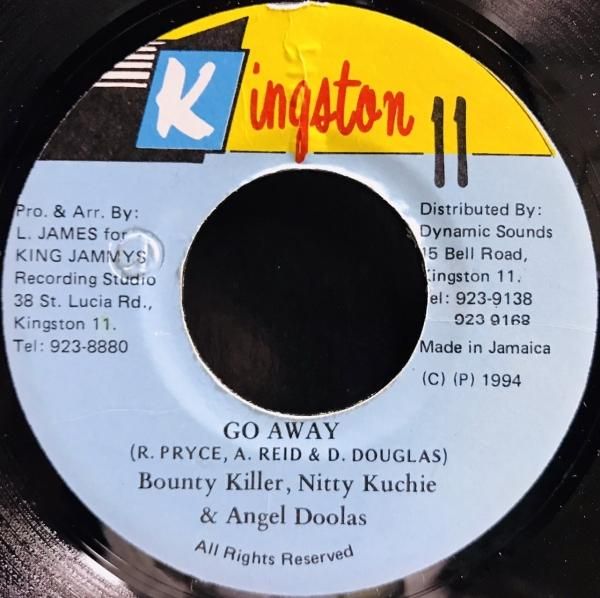 Kingston 11
Pro. & Arr. By:
L. JAMES for
KING JAMMYS
Recording Studio
38 St. Lucia Rd.,
Kingston 11.
Tel: 923-8880
Distributed By:
Dynamic Sounds
15 Bell Road,
Kingston 11.
Tel: 923-9138
923 9168
Made in Jamaica
(C) (P) 1994
GO AWAY
(R. PRYCE, A. REID & D. DOUGLAS)
Bounty Killer, Nitty Kuchie
& Angel Doolas
All Rights Reserved